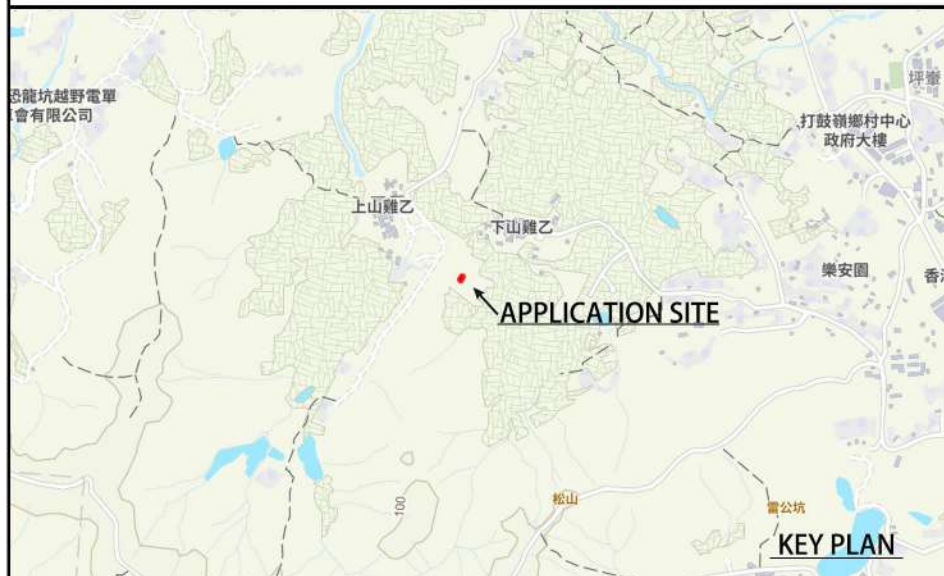 恐龍坑越野電單
車會有限公司
坪輋
打鼓嶺鄉村中心
政府大樓
上山雞乙
下山雞乙
樂安園
APPLICATION SITE
100
松山
雷公坑
KEY PLAN